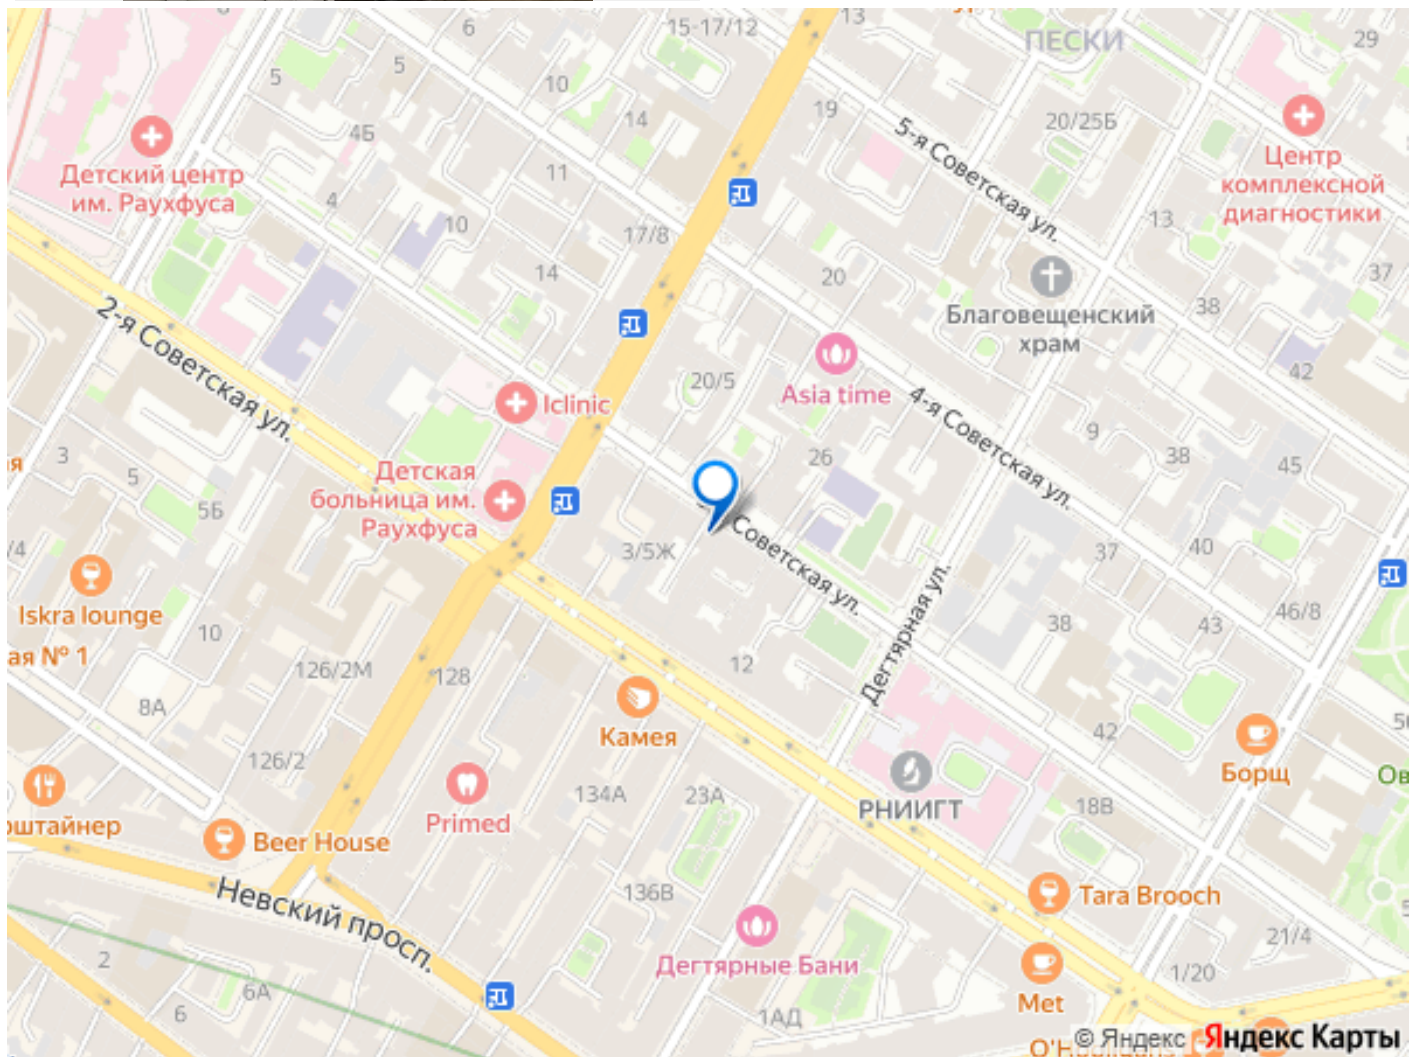 6
15-17/12
13
ПЕСКИ
29
5
5
10
14
19
5-я Советская ул.
20/25Б
4Б
Детский центр
им. Раухфуса
11
4
10
17/8
Центр
комплексной
диагностики
13
14
20
37
Благовещенский
храм
38
2-я Советская ул.
20/5
Asia time
42
Iclinic
4-я Советская ул.
9
38
45
26
3
5
5Б
Детская
больница им.
Раухфуса
Советская ул.
3/5Ж
37
40
Iskra lounge
ая № 1
10
126/2М
128
8А
126/2
12
Дегтярная ул.
38
43
46/8
42
Камея
Борщ
РНИИГТ
134А
23А
18В
Primed
Beer House
Невский просп.
136В
Tara Brooch
Дегтярные Бани
21/4
1/20
2
6А
6
1АД
Met
O'Hooligans
© Яндекс Яндекс Карты